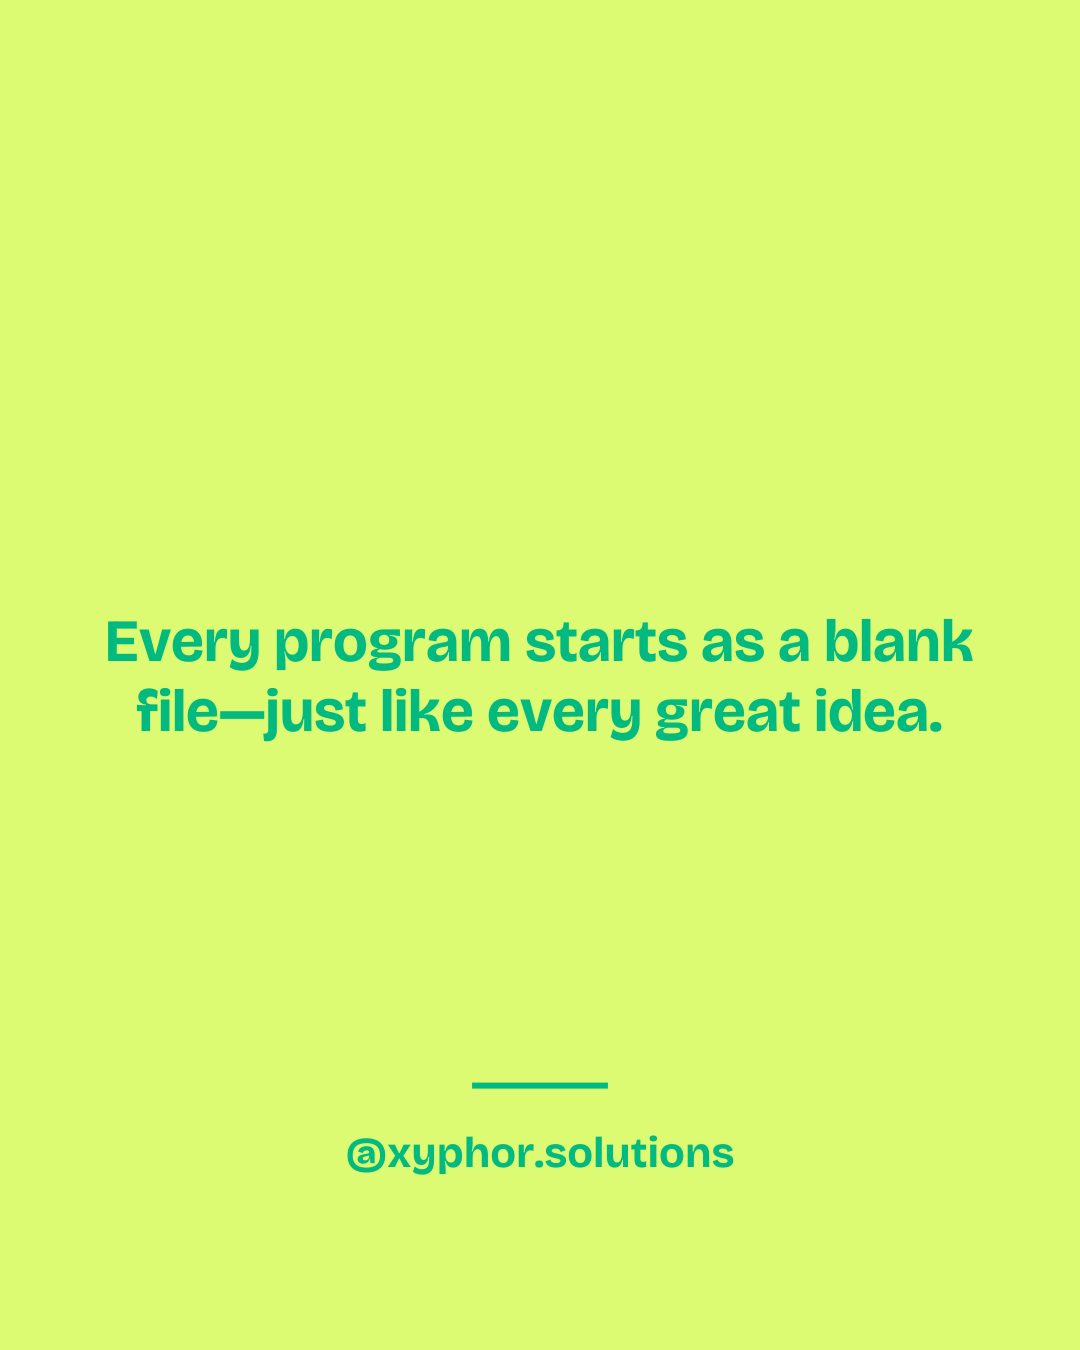 Every program starts as a blank
file—just like every great idea.
@xyphor.solutions